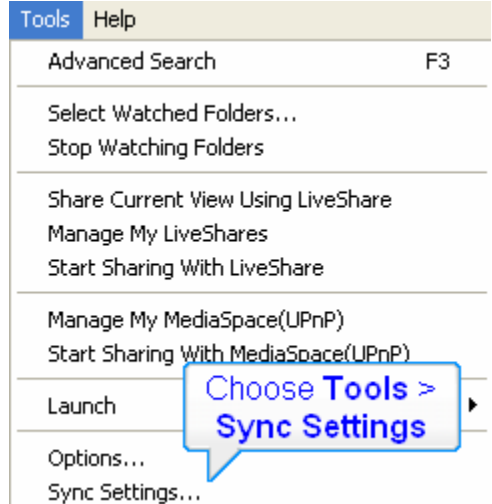 Tools Help
Advanced Search F3
Select Watched Folders...
Stop Watching Folders
Share Current View Using LiveShare
Manage My LiveShares
Start Sharing With LiveShare
Manage My MediaSpace(UPnP)
Start Sharing With MediaSpace(UPnP)
Choose Tools >
Sync Settings
Launch
Options...
Sync Settings...